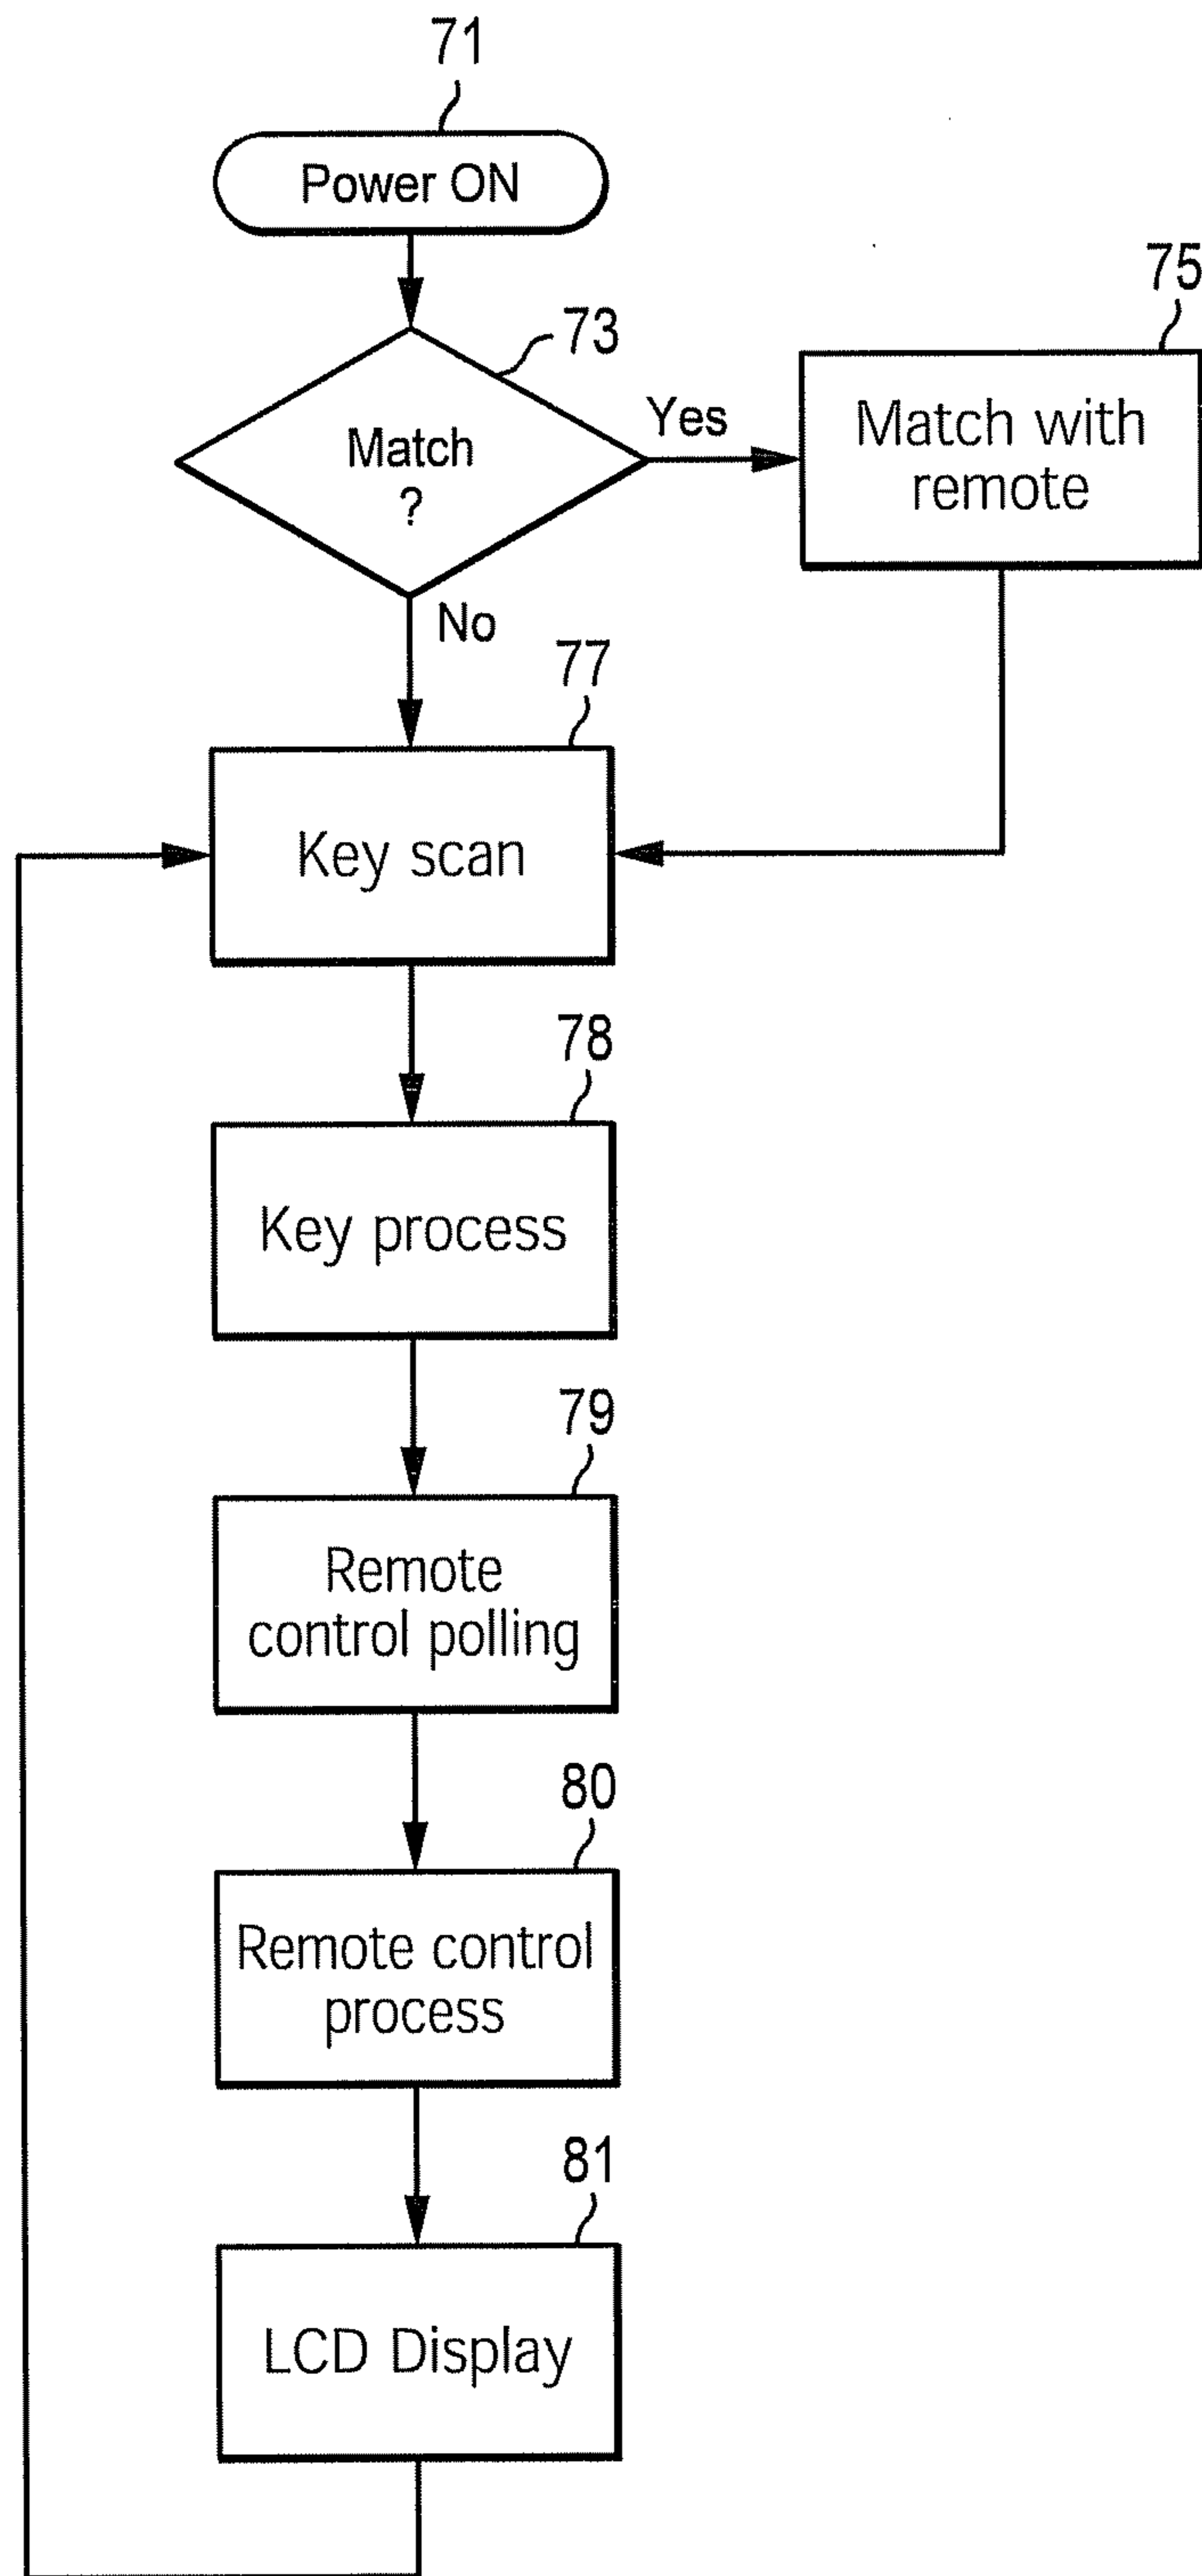 71
Power ON
73
Match
?
Yes
75
Match with
remote
No
77
Key scan
78
Key process
79
Remote
control polling
80
Remote control
process
81
LCD Display